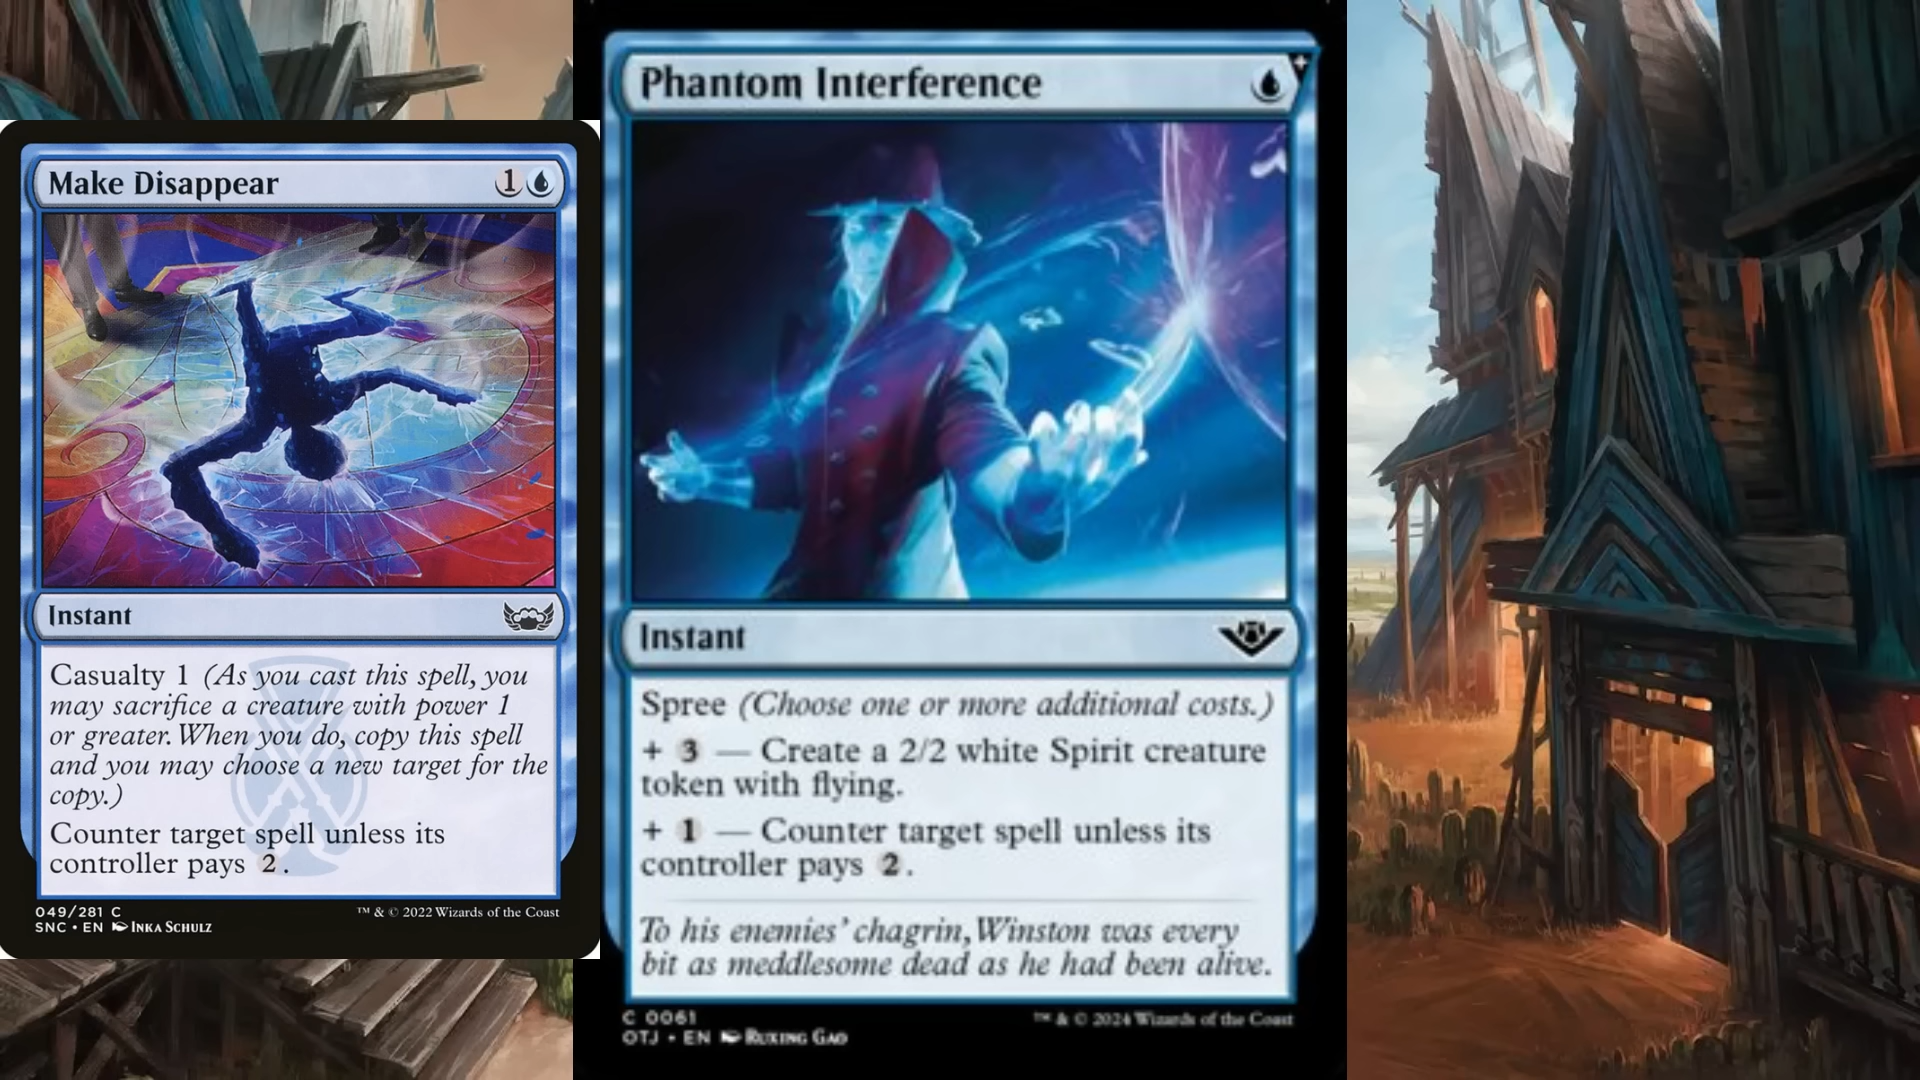 Make Disappear 1
Instant
Casualty 1 (As you cast this spell, you
may sacrifice a creature with power 1
or greater. When you do, copy this spell
and you may choose a new target for the
copy.)
Counter target spell unless its
controller pays 2.
049/281 C
SNC • EN INKA SCHULZ
™ & © 2022 Wizards of the Coast
Phantom Interference
Instant
Spree (Choose one or more additional costs.)
+ 3 — Create a 2/2 white Spirit creature
token with flying.
+ 1 — Counter target spell unless its
controller pays 2.
To his enemies' chagrin, Winston was every
bit as meddlesome dead as he had been alive.
C 0061
OTJ • EN RUXING GAO
™ & © 2024 Wizards of the Coast